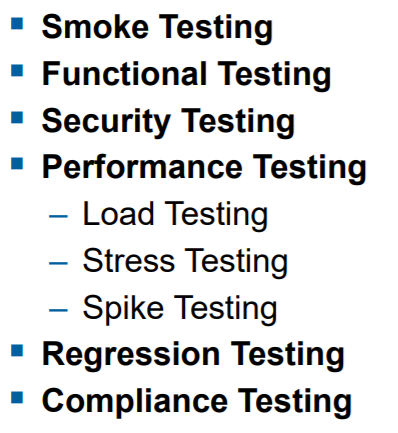 ▪ Smoke Testing
▪ Functional Testing
▪ Security Testing
▪ Performance Testing
– Load Testing
– Stress Testing
– Spike Testing
▪ Regression Testing
▪ Compliance Testing